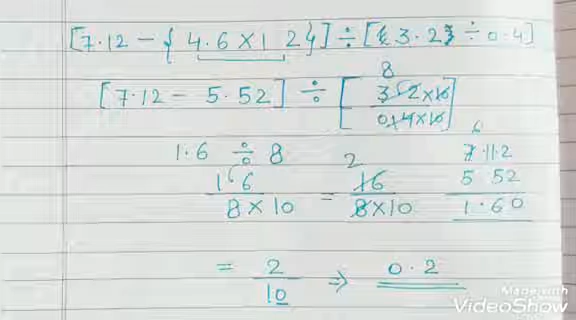 [7.12 - {4.6 × 1.2}] ÷ [{3.2} ÷ 0.4]
8
[7.12 - 5.52] ÷ [3.2×10 / 0.4×10]
1.6 ÷ 8
16 / 8 × 10 = 2 16 / 8×10
6
7.112
5 52
1.60
= 2 / 10 ⇒ 0.2
Made with
VideoShow